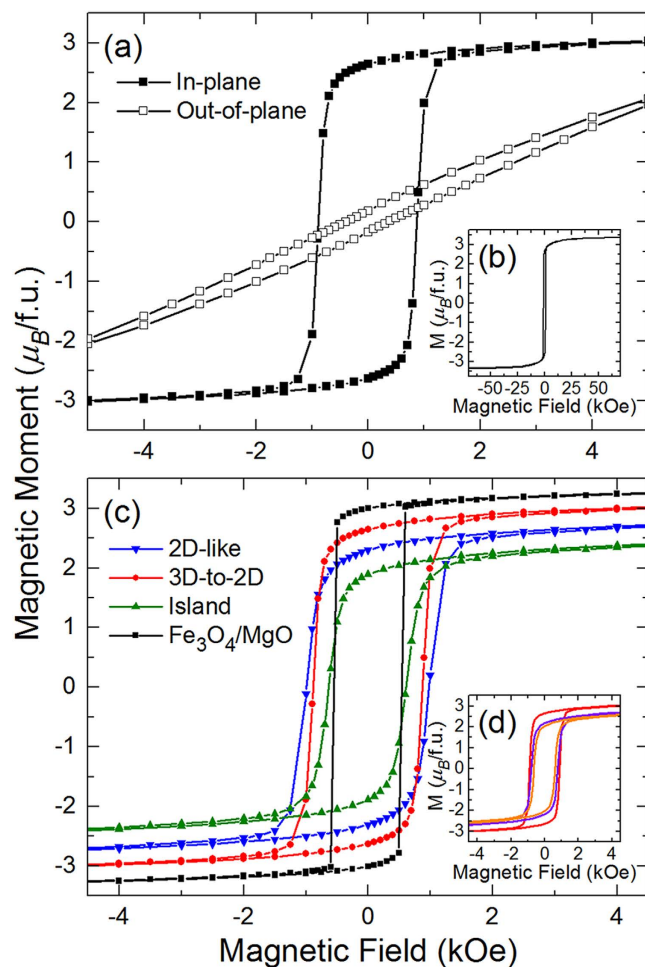 (a)
3
2
1
0
-1
-2
-3
In-plane
Out-of-plane
(b)
M (μB/f.u.)
3
2
1
0
-1
-2
-3
-50 -25 0 25 50
Magnetic Field (kOe)
-4 -2 0 2 4
Magnetic Moment (μB/f.u.)
(c)
3
2
1
0
-1
-2
-3
2D-like
3D-to-2D
Island
Fe₃O₄/MgO
(d)
M (μB/f.u.)
3
2
1
0
-1
-2
-3
-4 -2 0 2 4
Magnetic Field (kOe)
-4 -2 0 2 4
Magnetic Field (kOe)